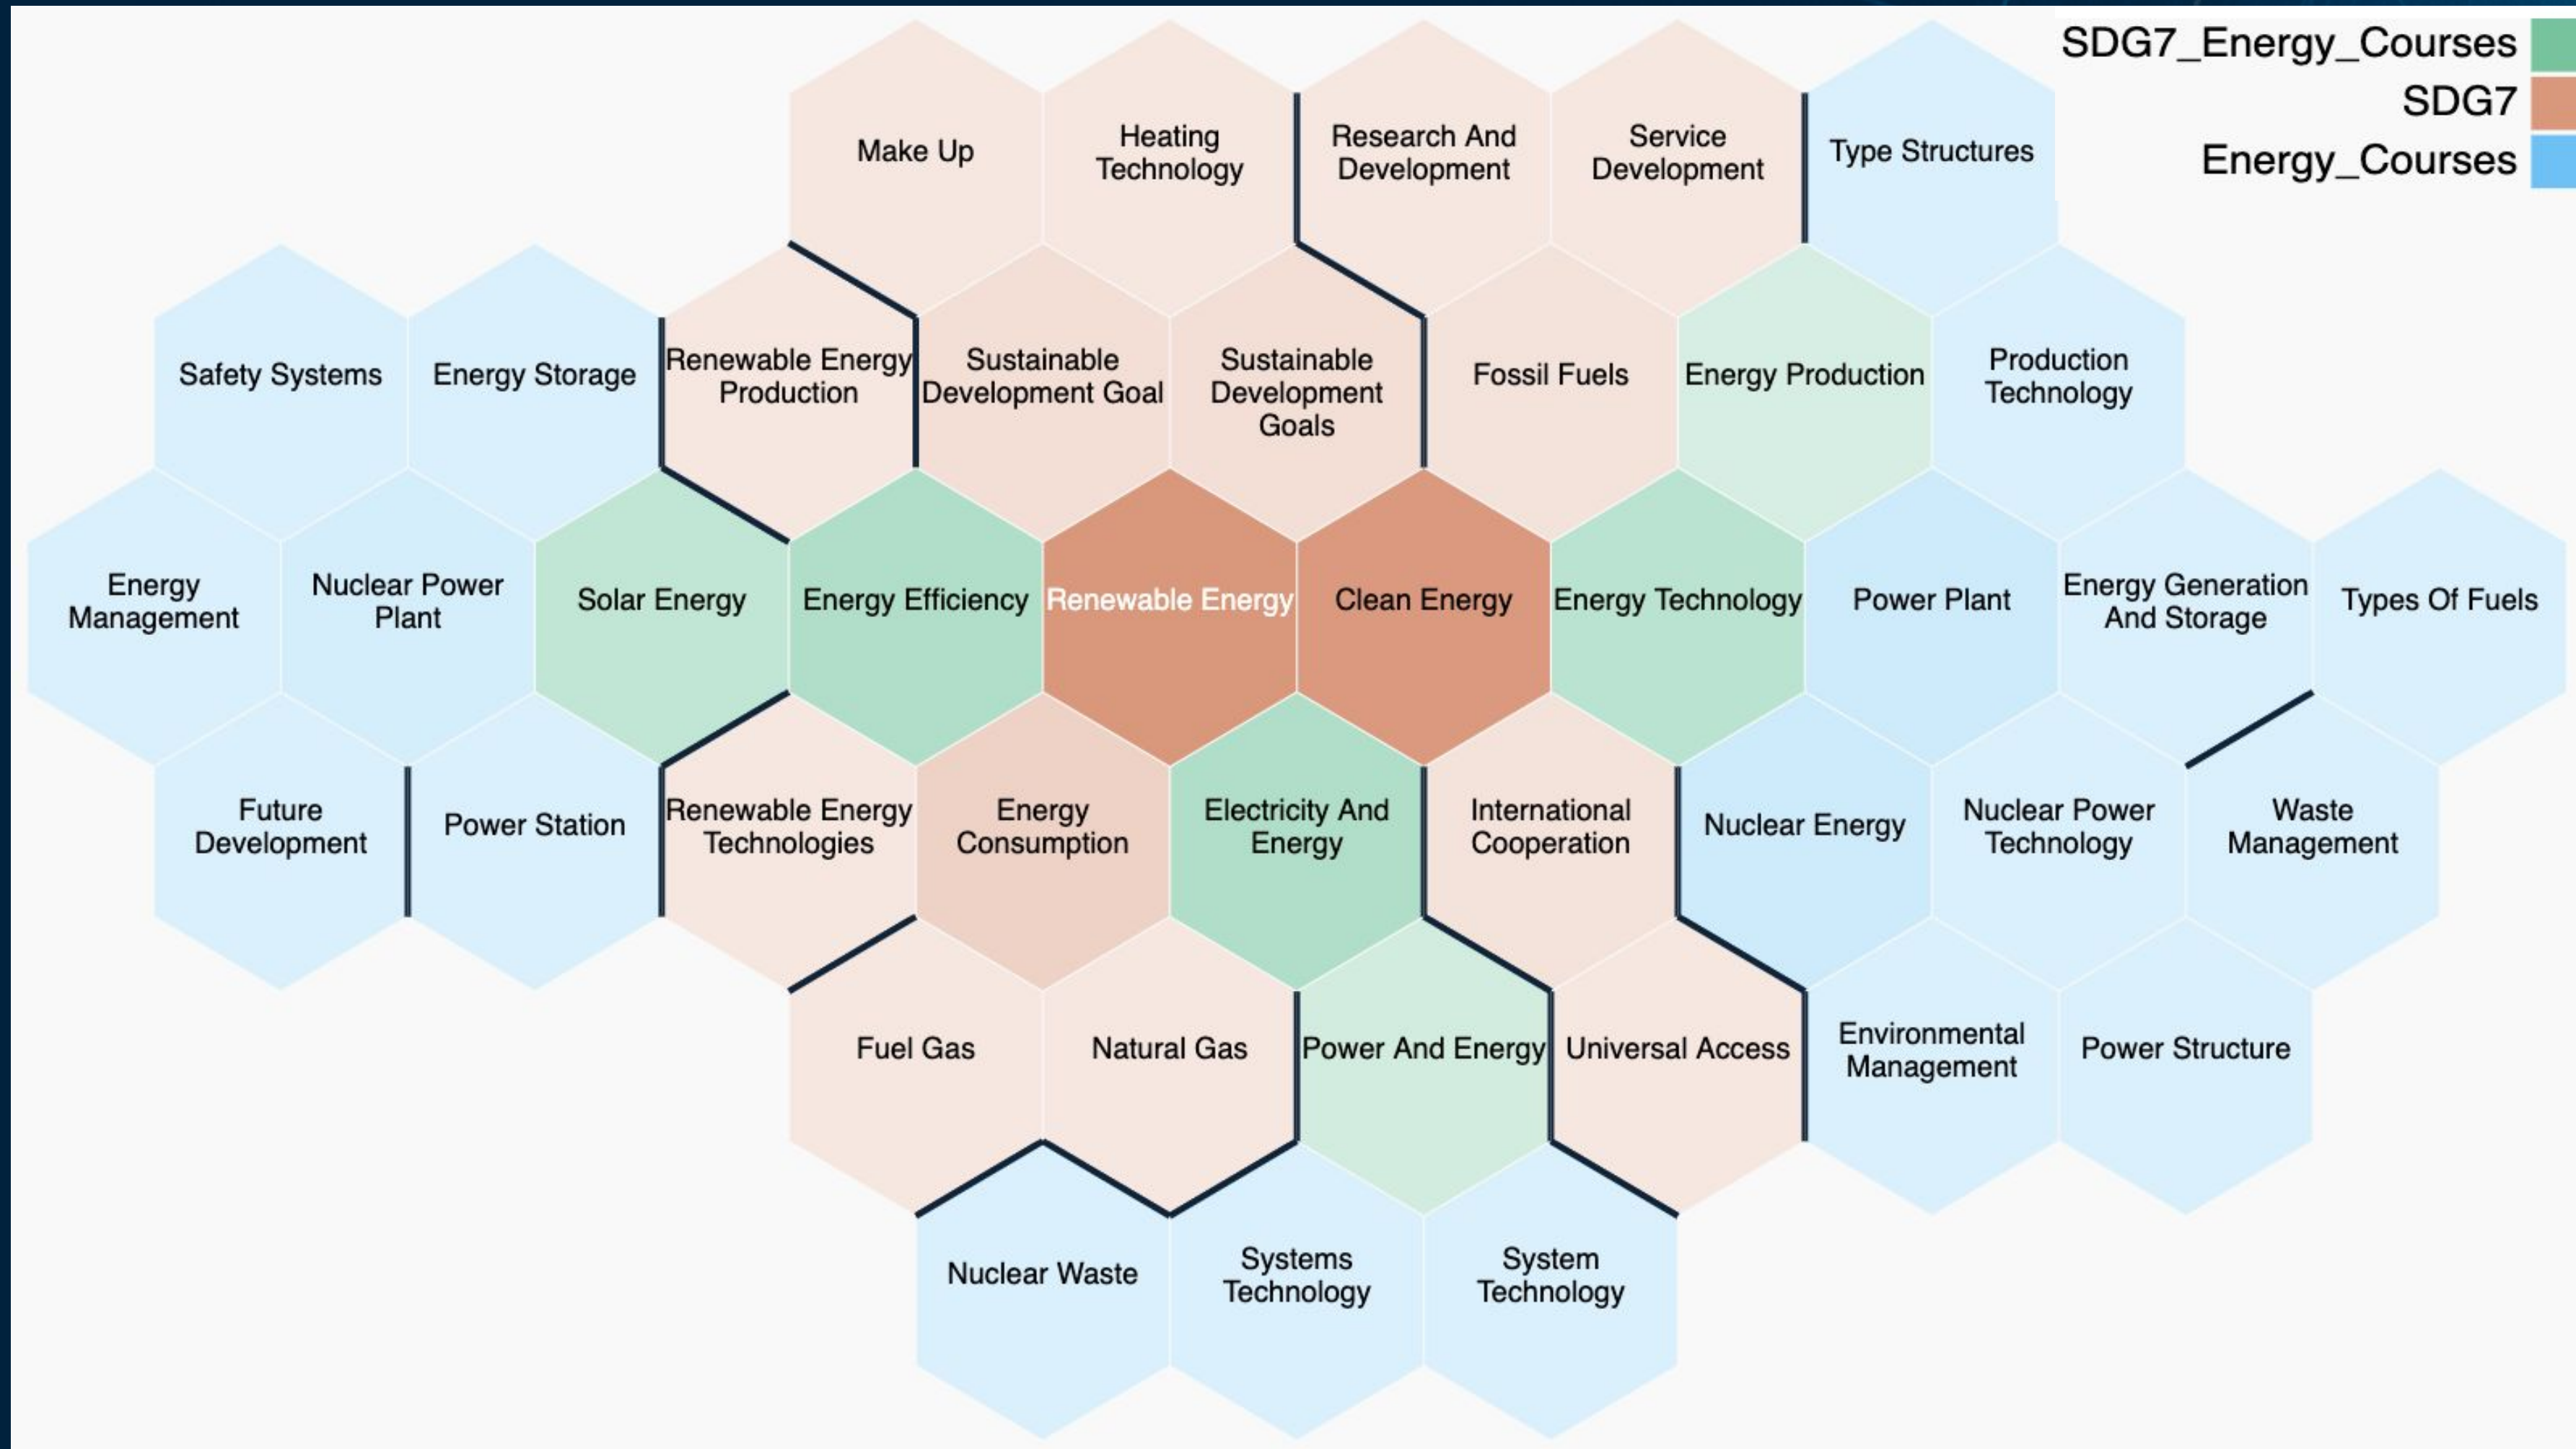 SDG7_Energy_Courses
SDG7
Energy_Courses
Make Up
Heating
Technology
Research And
Development
Service
Development
Type Structures
Safety Systems
Energy Storage
Renewable Energy
Production
Sustainable
Development Goal
Sustainable
Development
Goals
Fossil Fuels
Energy Production
Production
Technology
Energy
Management
Nuclear Power
Plant
Solar Energy
Energy Efficiency
Renewable Energy
Clean Energy
Energy Technology
Power Plant
Energy Generation
And Storage
Types Of Fuels
Future
Development
Power Station
Renewable Energy
Technologies
Energy
Consumption
Electricity And
Energy
International
Cooperation
Nuclear Energy
Nuclear Power
Technology
Waste
Management
Fuel Gas
Natural Gas
Power And Energy
Universal Access
Environmental
Management
Power Structure
Nuclear Waste
Systems
Technology
System
Technology